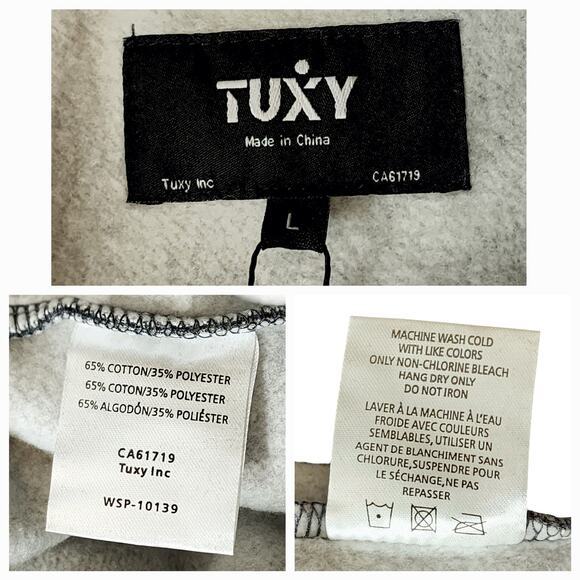 TUXY
Made in China
Tuxy Inc
CA61719
L
65% COTTON/35% POLYESTER
65% COTON/35% POLYESTER
65% ALGODÓN/35% POLIÉSTER
CA61719
Tuxy Inc
WSP-10139
MACHINE WASH COLD
WITH LIKE COLORS
ONLY NON-CHLORINE BLEACH
HANG DRY ONLY
DO NOT IRON
LAVER À LA MACHINE À L'EAU
FROIDE AVEC COULEURS
SEMBLABLES, UTILISER UN
AGENT DE BLANCHIMENT SANS
CHLORURE,SUSPENDRE POUR
LE SÉCHANGE,NE PAS
REPASSER